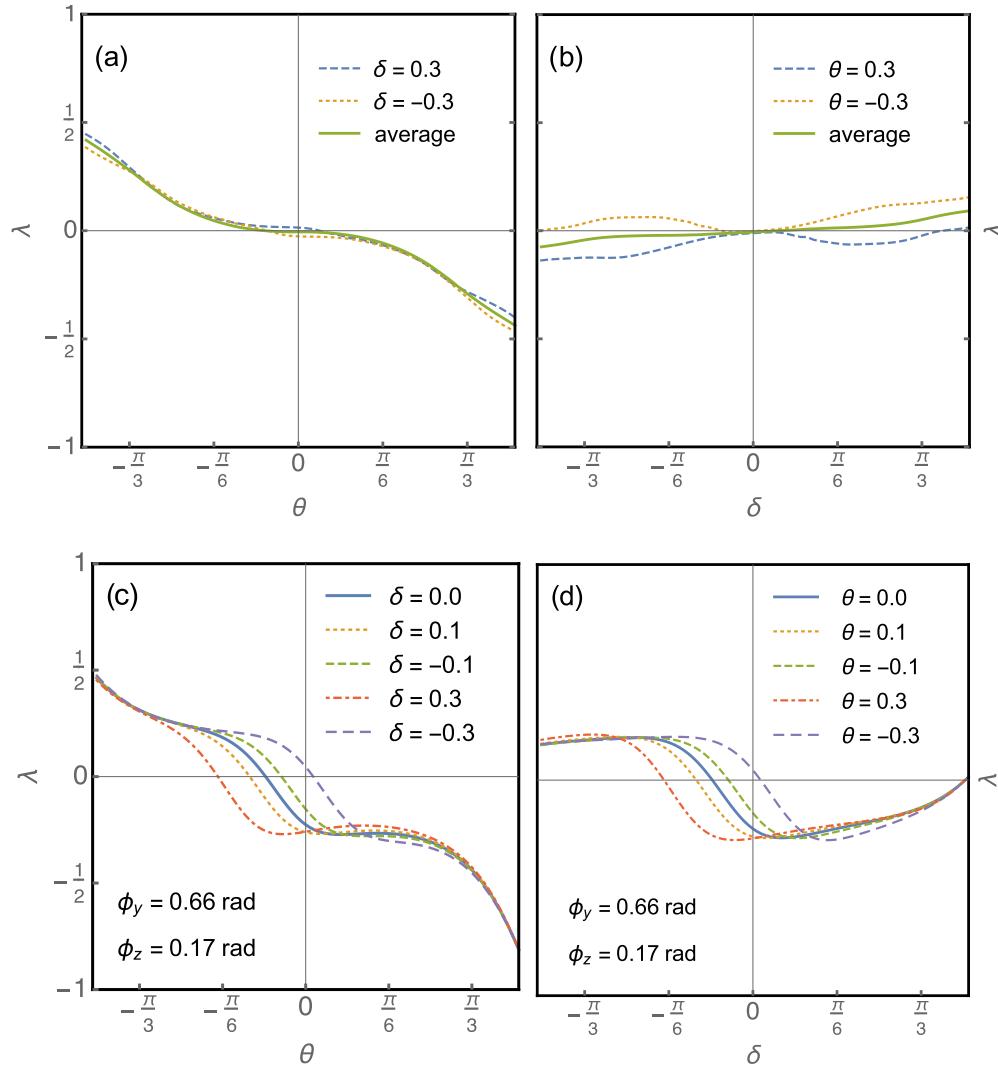 (a)
δ = 0.3
δ = −0.3
average
1
1/2
0
−1/2
−1
λ
−π/3
−π/6
0
π/6
π/3
θ
(b)
θ = 0.3
θ = −0.3
average
λ
−π/3
−π/6
0
π/6
π/3
δ
(c)
δ = 0.0
δ = 0.1
δ = −0.1
δ = 0.3
δ = −0.3
1
1/2
0
−1/2
−1
λ
ϕy = 0.66 rad
ϕz = 0.17 rad
−π/3
−π/6
0
π/6
π/3
θ
(d)
θ = 0.0
θ = 0.1
θ = −0.1
θ = 0.3
θ = −0.3
λ
ϕy = 0.66 rad
ϕz = 0.17 rad
−π/3
−π/6
0
π/6
π/3
δ